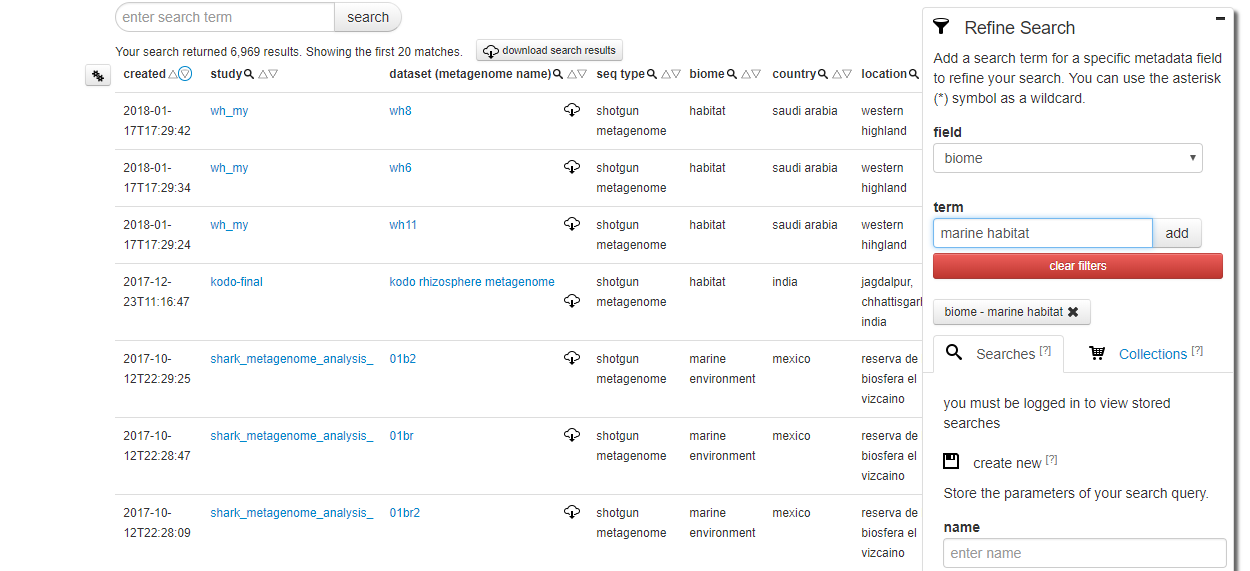 enter search term search
Your search returned 6,969 results. Showing the first 20 matches. download search results
created study dataset (metagenome name) seq type biome country location
2018-01- wh_my wh8 shotgun habitat saudi arabia western
17T17:29:42 metagenome highland
2018-01- wh_my wh6 shotgun habitat saudi arabia western
17T17:29:34 metagenome highland
2018-01- wh_my wh11 shotgun habitat saudi arabia western
17T17:29:24 metagenome hihgland
2017-12- kodo-final kodo rhizosphere metagenome shotgun habitat india jagdalpur,
23T11:16:47 metagenome chhattisgarl
india
2017-10- shark_metagenome_analysis_ 01b2 shotgun marine mexico reserva de
12T22:29:25 metagenome environment biosfera el
vizcaino
2017-10- shark_metagenome_analysis_ 01br shotgun marine mexico reserva de
12T22:28:47 metagenome environment biosfera el
vizcaino
2017-10- shark_metagenome_analysis_ 01br2 shotgun marine mexico reserva de
12T22:28:09 metagenome environment biosfera el
vizcaino
Refine Search
Add a search term for a specific metadata field
to refine your search. You can use the asterisk
(*) symbol as a wildcard.
field
biome
term
marine habitat add
clear filters
biome - marine habitat ✖
Searches [?] Collections [?]
you must be logged in to view stored
searches
create new [?]
Store the parameters of your search query.
name
enter name